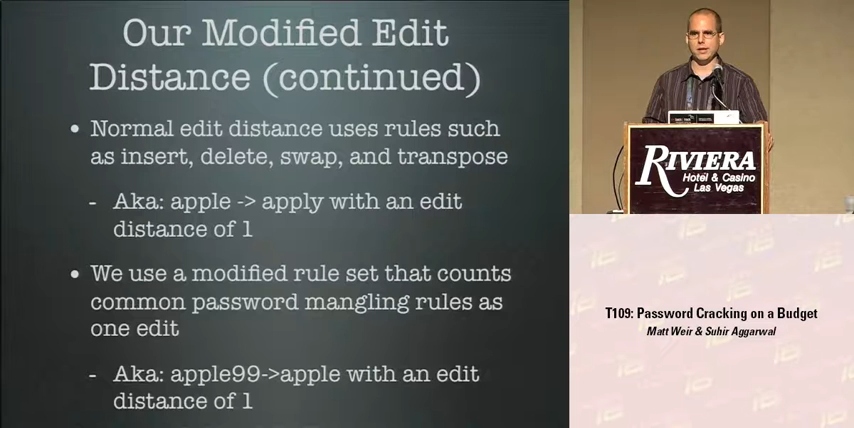 Our Modified Edit
Distance (continued)
• Normal edit distance uses rules such
as insert, delete, swap, and transpose
- Aka: apple -> apply with an edit
distance of 1
• We use a modified rule set that counts
common password mangling rules as
one edit
- Aka: apple99->apple with an edit
distance of 1
RIVIERA
Hotel & Casino
Las Vegas
T109: Password Cracking on a Budget
Matt Weir & Suhir Aggarwal